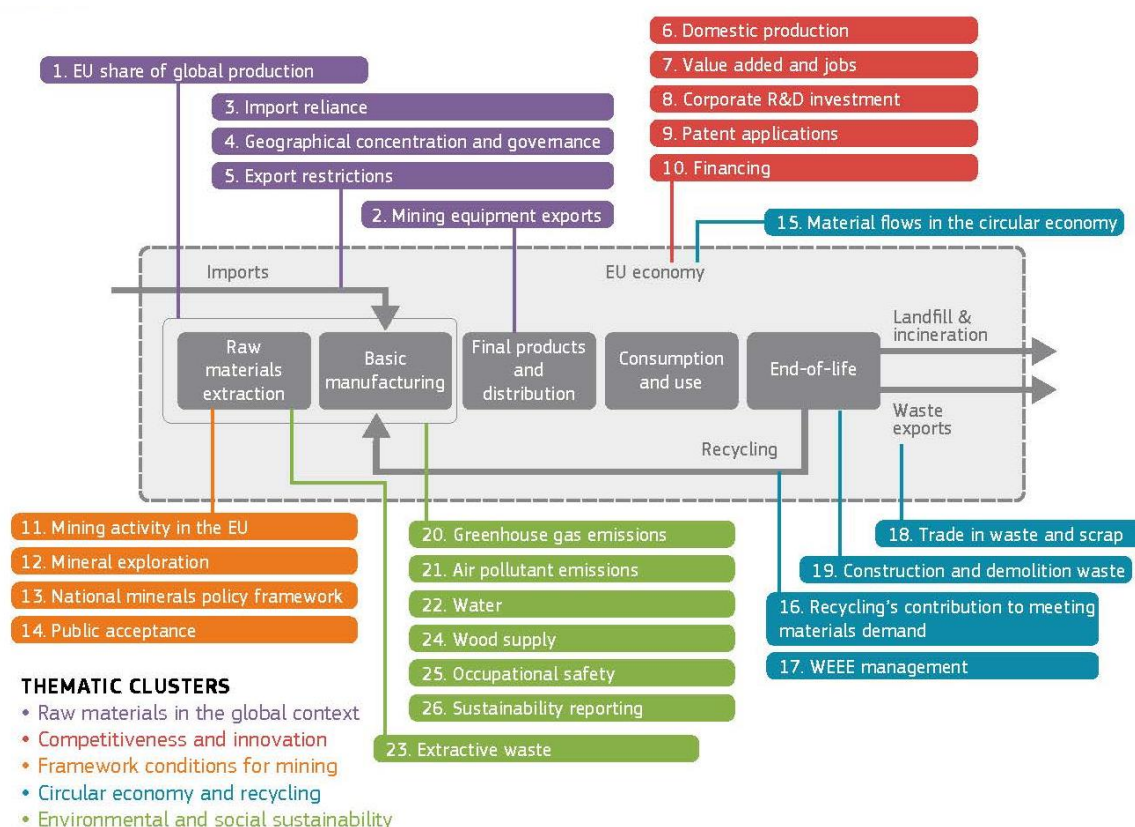 6. Domestic production
1. EU share of global production
7. Value added and jobs
3. Import reliance
8. Corporate R&D investment
4. Geographical concentration and governance
9. Patent applications
5. Export restrictions
10. Financing
2. Mining equipment exports
15. Material flows in the circular economy
Imports
EU economy
Landfill &
incineration
Raw
materials
extraction
Basic
manufacturing
Final products
and
distribution
Consumption
and use
End-of-life
Waste
exports
Recycling
11. Mining activity in the EU
12. Mineral exploration
13. National minerals policy framework
14. Public acceptance
20. Greenhouse gas emissions
21. Air pollutant emissions
22. Water
24. Wood supply
25. Occupational safety
26. Sustainability reporting
23. Extractive waste
18. Trade in waste and scrap
19. Construction and demolition waste
16. Recycling's contribution to meeting
materials demand
17. WEEE management
THEMATIC CLUSTERS
• Raw materials in the global context
• Competitiveness and innovation
• Framework conditions for mining
• Circular economy and recycling
• Environmental and social sustainability